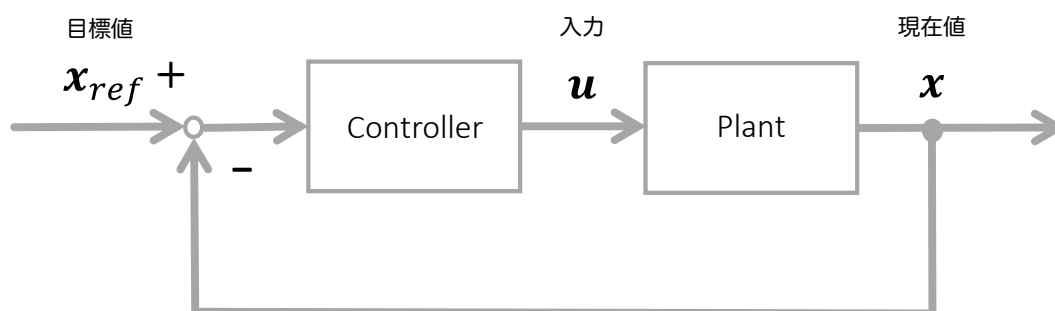 目標値
入力
現在値
x_ref +
u
x
Controller
Plant
-